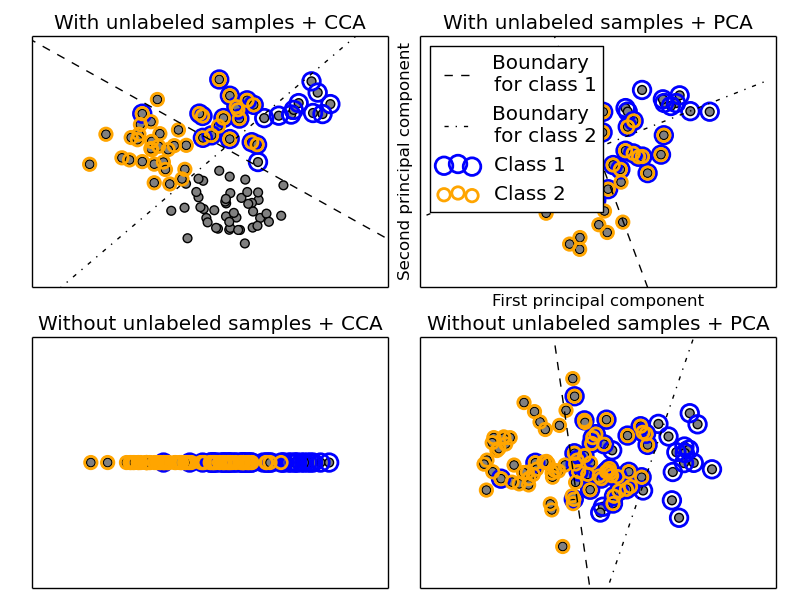 With unlabeled samples + CCA
With unlabeled samples + PCA
Second principal component
Boundary
for class 1
Boundary
for class 2
Class 1
Class 2
First principal component
Without unlabeled samples + CCA
Without unlabeled samples + PCA